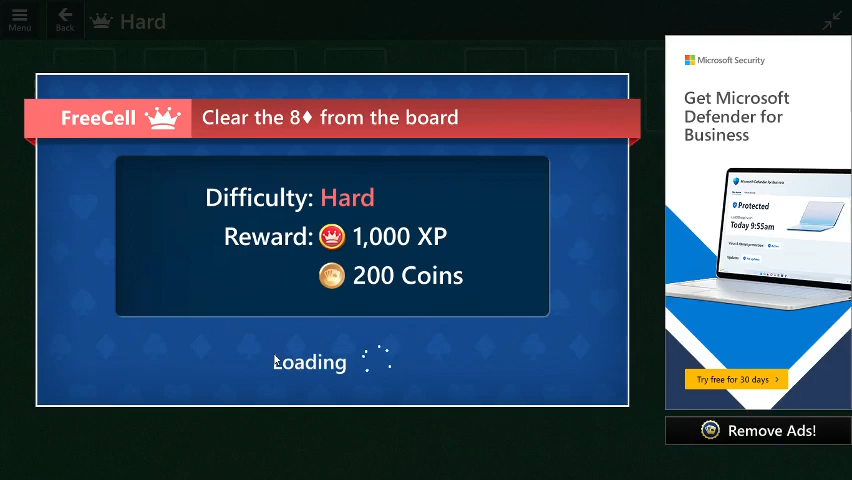 Menu
Back
Hard
FreeCell
Clear the 8♦ from the board
Difficulty: Hard
Reward: 1,000 XP
200 Coins
Loading
Microsoft Security
Get Microsoft
Defender for
Business
Protected
Today 9:55am
Try free for 30 days >
Remove Ads!